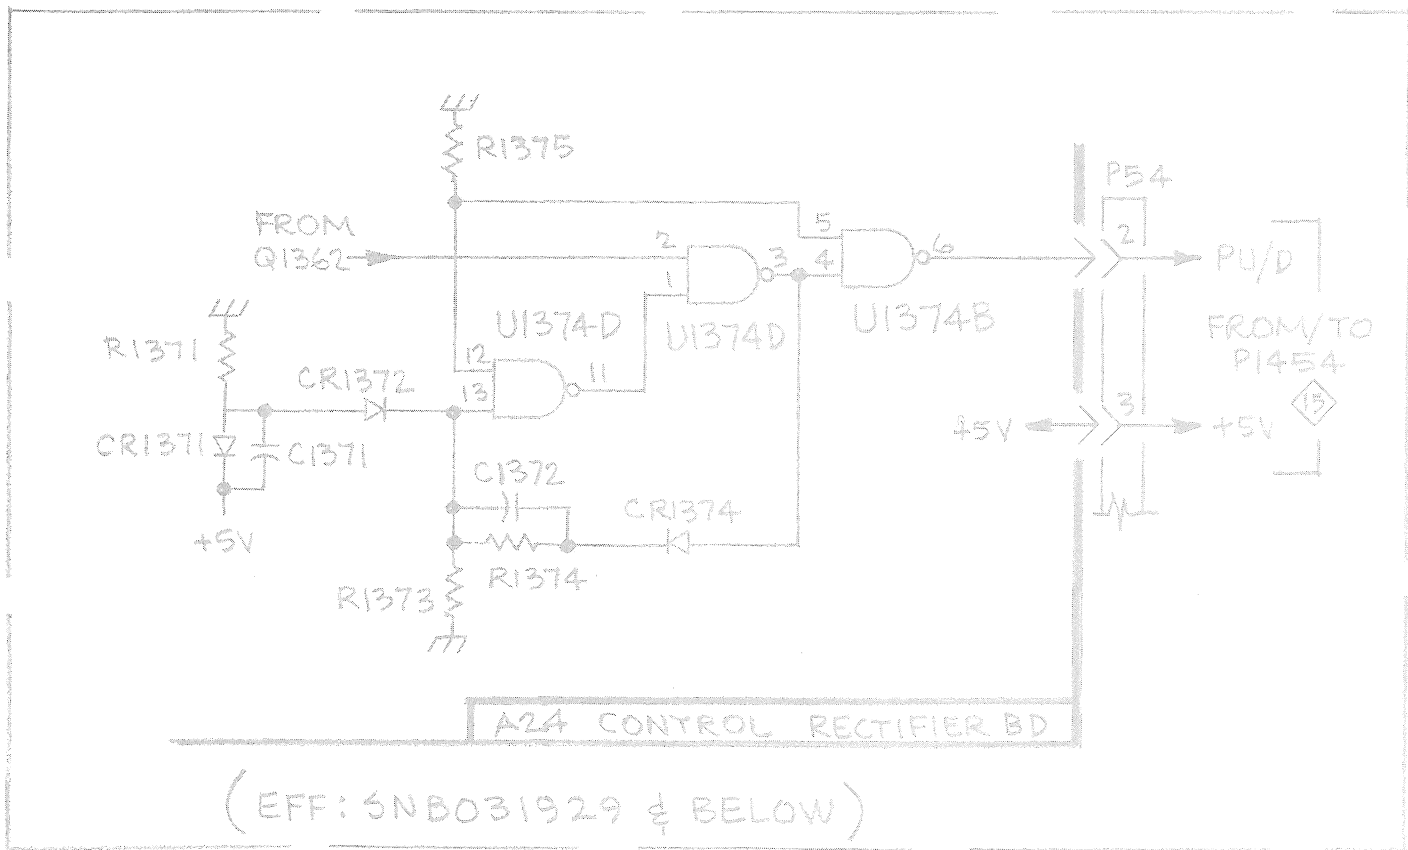 R1375
P54
FROM
Q1362
2
3
1
5
4
6
2
PU/D
U1374D
U1374D
U1374B
FROM/TO
P1454
15
R1371
12
13
11
CR1372
CR1371
C1371
+5V
3
+5V
+5V
C1372
CR1374
R1374
R1373
A24 CONTROL RECTIFIER BD
(EFF: SNB031929 & BELOW)